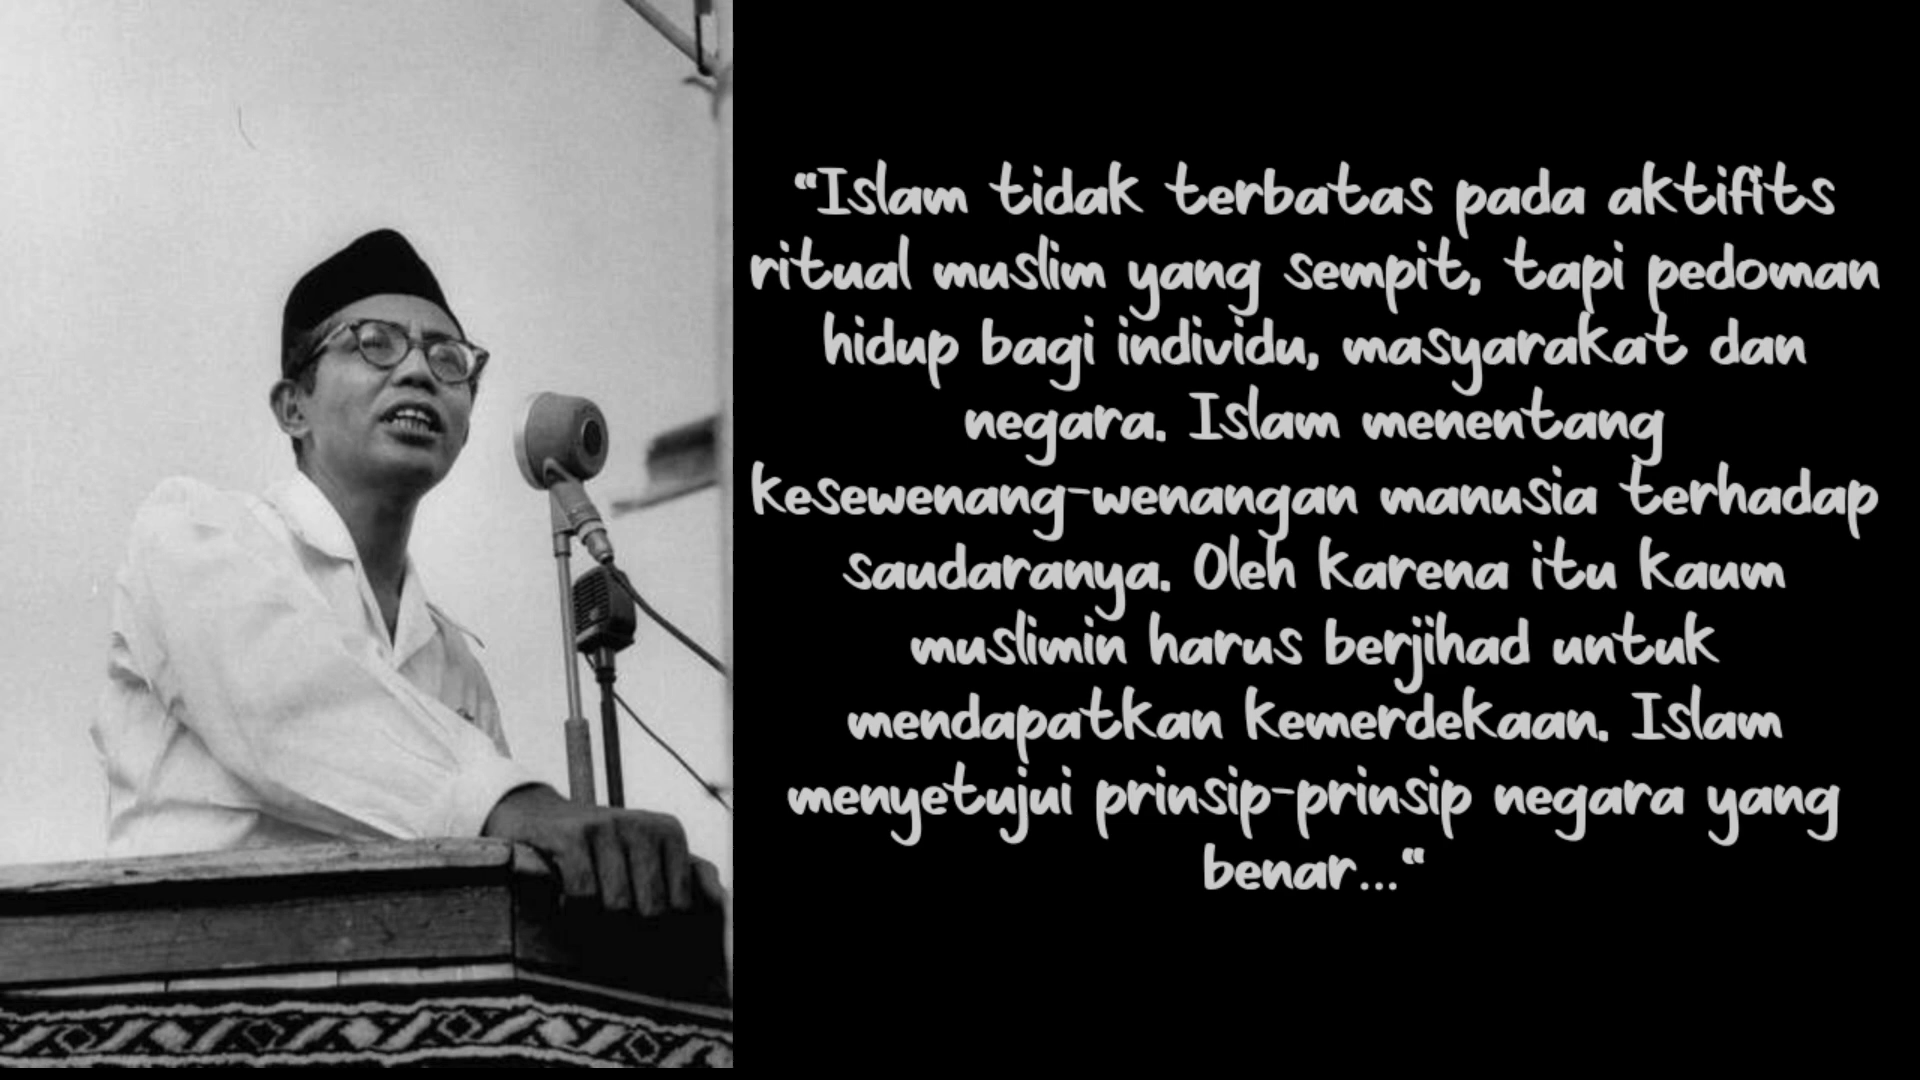 "Islam tidak terbatas pada aktifits
ritual muslim yang sempit, tapi pedoman
hidup bagi individu, masyarakat dan
negara. Islam menentang
kesewenang-wenangan manusia terhadap
saudaranya. Oleh karena itu kaum
muslimin harus berjihad untuk
mendapatkan kemerdekaan. Islam
menyetujui prinsip-prinsip negara yang
benar..."